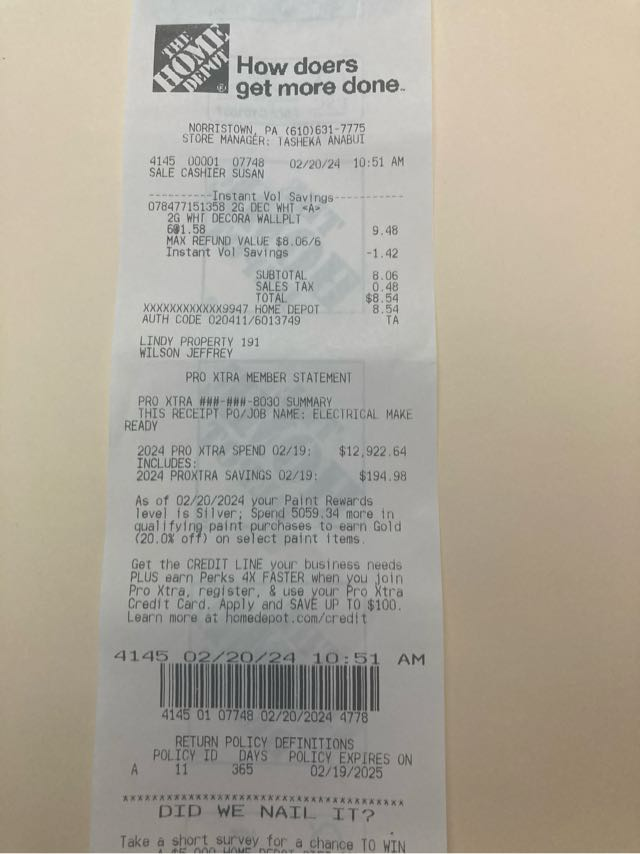 THE
HOME
DEPOT
®
How doers
get more done™
NORRISTOWN, PA (610)631-7775
STORE MANAGER: TASHEKA ANABUI
4145 00001 07748 02/20/24 10:51 AM
SALE CASHIER SUSAN
----------Instant Vol Savings-----------
078477151358 2G DEC WHT <A>
2G WHT DECORA WALLPLT
6@1.58 9.48
MAX REFUND VALUE $8.06/6
Instant Vol Savings -1.42
SUBTOTAL 8.06
SALES TAX 0.48
TOTAL $8.54
XXXXXXXXXXXX9947 HOME DEPOT 8.54
AUTH CODE 020411/6013749 TA
LINDY PROPERTY 191
WILSON JEFFREY
PRO XTRA MEMBER STATEMENT
PRO XTRA ###-###-8030 SUMMARY
THIS RECEIPT PO/JOB NAME: ELECTRICAL MAKE
READY
2024 PRO XTRA SPEND 02/19: $12,922.64
INCLUDES:
2024 PROXTRA SAVINGS 02/19: $194.98
As of 02/20/2024 your Paint Rewards
level is Silver; Spend 5059.34 more in
qualifying paint purchases to earn Gold
(20.0% off) on select paint items.
Get the CREDIT LINE your business needs
PLUS earn Perks 4X FASTER when you join
Pro Xtra, register, & use your Pro Xtra
Credit Card. Apply and SAVE UP TO $100.
Learn more at homedepot.com/credit
4145 02/20/24 10:51 AM
4145 01 07748 02/20/2024 4778
RETURN POLICY DEFINITIONS
POLICY ID DAYS POLICY EXPIRES ON
A 11 365 02/19/2025
****************************************
DID WE NAIL IT?
Take a short survey for a chance TO WIN